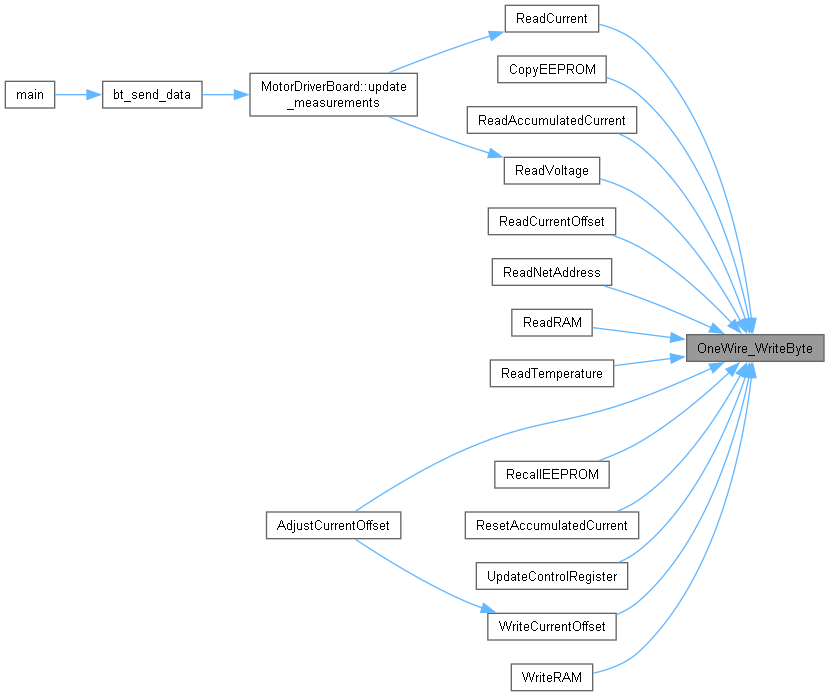 ReadCurrent
CopyEEPROM
main
bt_send_data
MotorDriverBoard::update
_measurements
ReadAccumulatedCurrent
ReadVoltage
ReadCurrentOffset
ReadNetAddress
ReadRAM
OneWire_WriteByte
ReadTemperature
RecallEEPROM
AdjustCurrentOffset
ResetAccumulatedCurrent
UpdateControlRegister
WriteCurrentOffset
WriteRAM